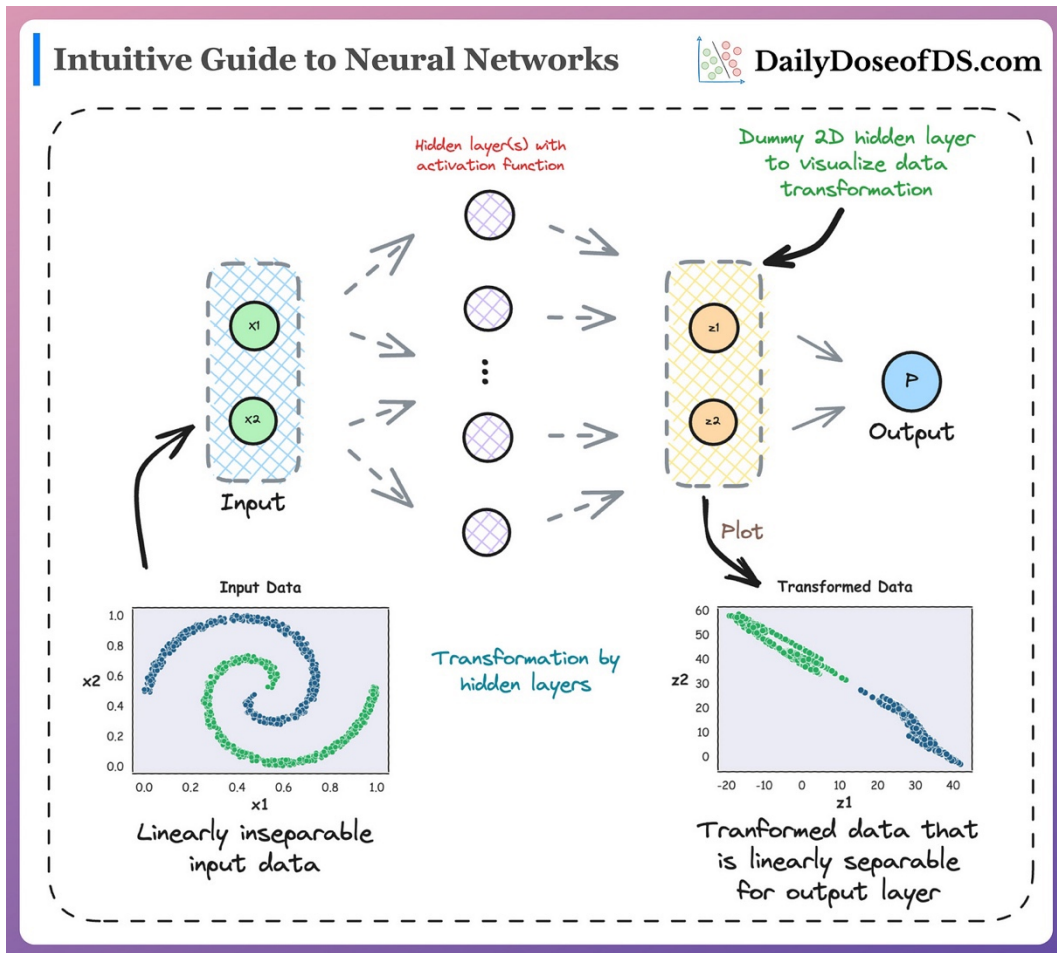 Intuitive Guide to Neural Networks
DailyDoseofDS.com
Hidden layer(s) with
activation function
Dummy 2D hidden layer
to visualize data
transformation
x1
x2
Input
z1
z2
P
Output
Plot
Input Data
1.0
0.8
0.6
0.4
0.2
0.0
x2
0.0 0.2 0.4 0.6 0.8 1.0
x1
Linearly inseparable
input data
Transformation by
hidden layers
Transformed Data
60
50
40
30
20
10
0
z2
-20 -10 0 10 20 30 40
z1
Tranformed data that
is linearly separable
for output layer